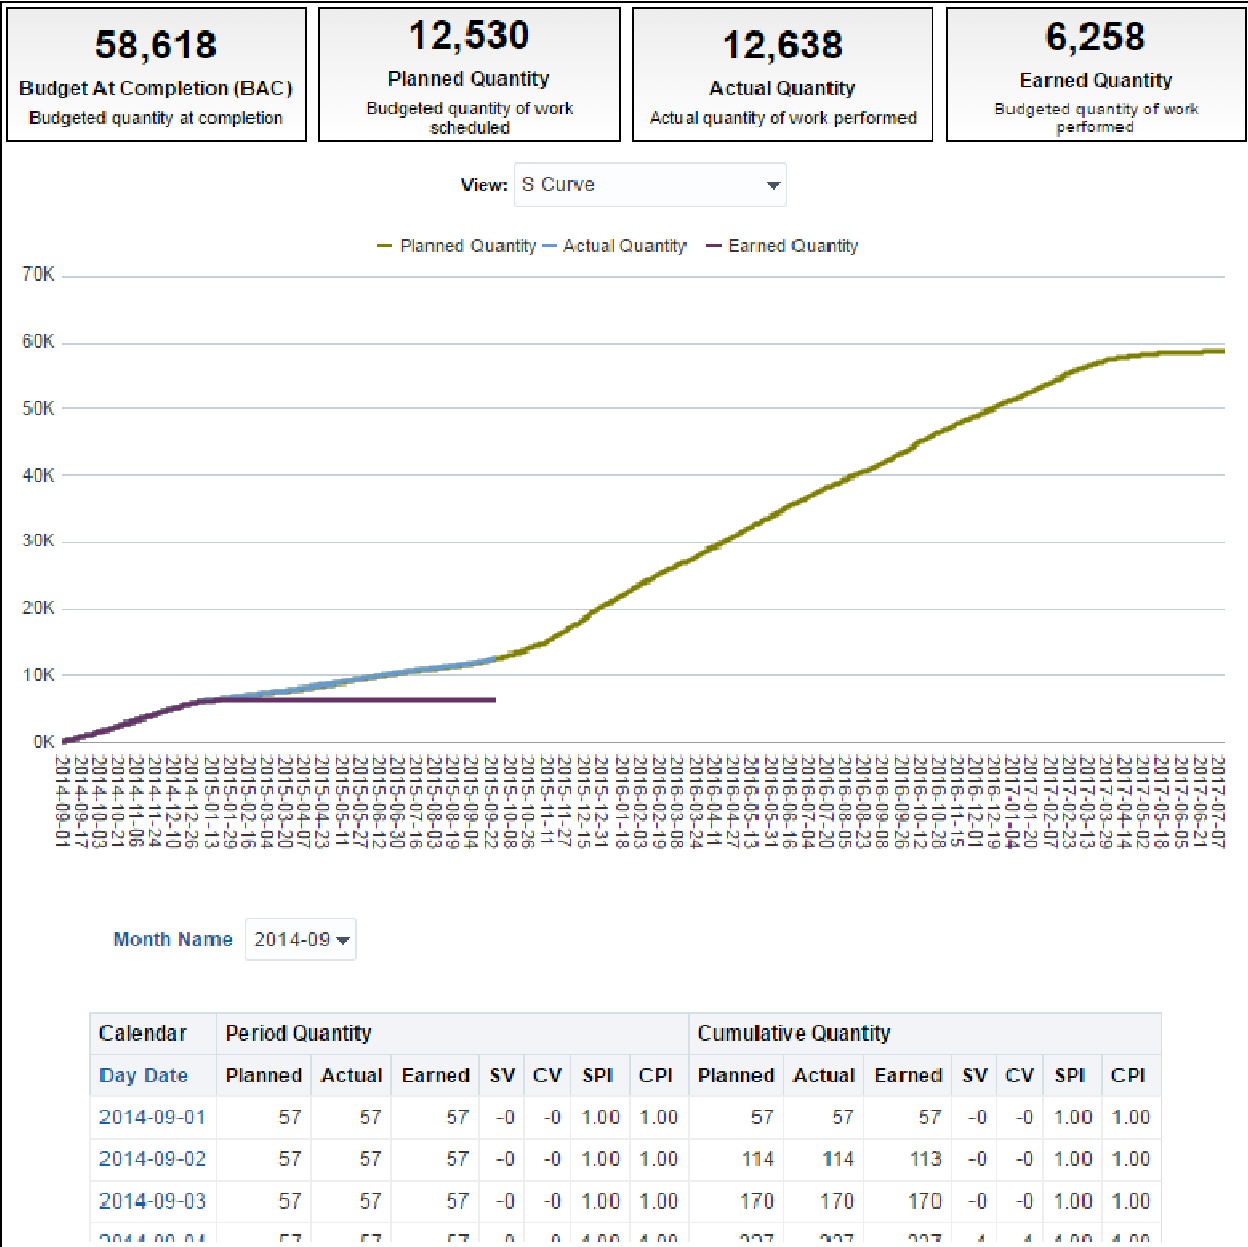 58,618
Budget At Completion (BAC)
Budgeted quantity at completion
12,530
Planned Quantity
Budgeted quantity of work
scheduled
12,638
Actual Quantity
Actual quantity of work performed
6,258
Earned Quantity
Budgeted quantity of work
performed
View: S Curve
Planned Quantity Actual Quantity Earned Quantity
70K
60K
50K
40K
30K
20K
10K
0K
2014-09-01
2014-09-17
2014-10-03
2014-10-21
2014-11-06
2014-11-24
2014-12-10
2014-12-26
2015-01-13
2015-01-29
2015-02-16
2015-03-04
2015-03-20
2015-04-07
2015-04-23
2015-05-11
2015-05-27
2015-06-12
2015-06-30
2015-07-16
2015-08-03
2015-08-19
2015-09-04
2015-09-22
2015-10-08
2015-10-26
2015-11-11
2015-11-27
2015-12-15
2015-12-31
2016-01-18
2016-02-03
2016-02-19
2016-03-08
2016-03-24
2016-04-11
2016-04-27
2016-05-13
2016-05-31
2016-06-16
2016-07-04
2016-07-20
2016-08-05
2016-08-23
2016-09-08
2016-09-26
2016-10-12
2016-10-28
2016-11-15
2016-12-01
2016-12-19
2017-01-04
2017-01-20
2017-02-07
2017-02-23
2017-03-13
2017-03-29
2017-04-14
2017-05-02
2017-05-18
2017-06-05
2017-06-21
2017-07-07
Month Name 2014-09
Calendar Period Quantity Cumulative Quantity
Day Date Planned Actual Earned SV CV SPI CPI Planned Actual Earned SV CV SPI CPI
2014-09-01 57 57 57 -0 -0 1.00 1.00 57 57 57 -0 -0 1.00 1.00
2014-09-02 57 57 57 -0 -0 1.00 1.00 114 114 113 -0 -0 1.00 1.00
2014-09-03 57 57 57 -0 -0 1.00 1.00 170 170 170 -0 -0 1.00 1.00